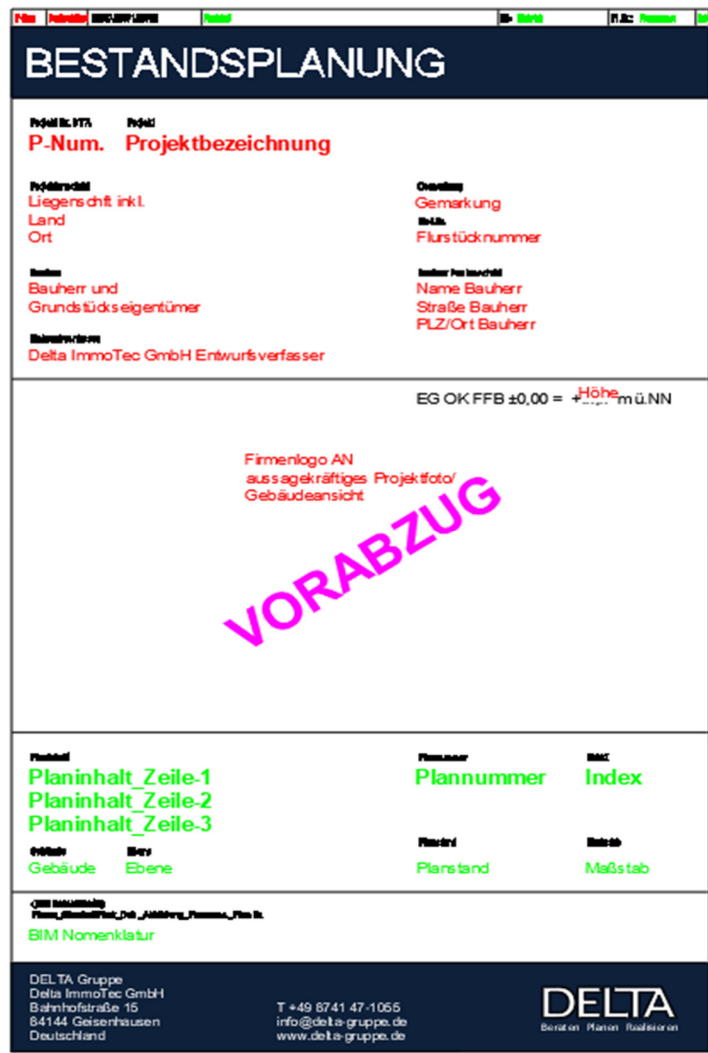 BESTANDSPLANUNG
Projekt
P-Num. Projektbezeichnung
Liegenschft inkl.
Land
Ort
Gemarkung
Gemarkung
Flurstücknummer
Bauherr und
Grundstückseigentümer
Name Bauherr
Straße Bauherr
PLZ/Ort Bauherr
Delta ImmoTec GmbH Entwurfsverfasser
EG OK FFB ±0,00 = + Höhe m ü.NN
Firmenlogo AN
aussagekräftiges Projektfoto/
Gebäudeansicht
VORABZUG
Planinhalt_Zeile-1
Planinhalt_Zeile-2
Planinhalt_Zeile-3
Plannummer Index
Gebäude Ebene
Planstand Maßstab
BIM Nomenklatur
DELTA Gruppe
Delta ImmoTec GmbH
Bahnhofstraße 15
84144 Geisenhausen
Deutschland
T +49 8741 47-1055
info@delta-gruppe.de
www.delta-gruppe.de
DELTA
Beraten Planen Realisieren